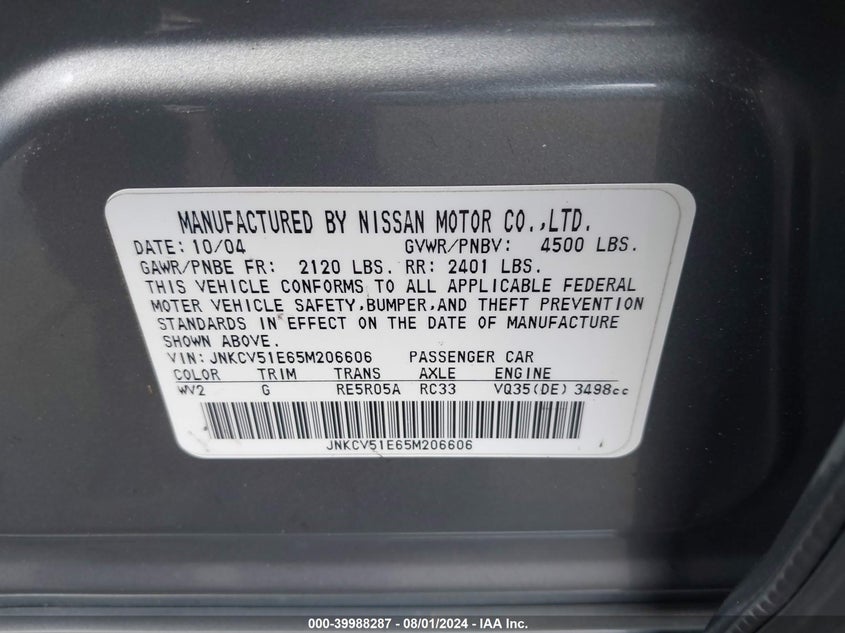 MANUFACTURED BY NISSAN MOTOR CO.,LTD.
DATE: 10/04 GVWR/PNBV: 4500 LBS.
GAWR/PNBE FR: 2120 LBS. RR: 2401 LBS.
THIS VEHICLE CONFORMS TO ALL APPLICABLE FEDERAL
MOTER VEHICLE SAFETY,BUMPER,AND THEFT PREVENTION
STANDARDS IN EFFECT ON THE DATE OF MANUFACTURE
SHOWN ABOVE.
VIN: JNKCV51E65M206606 PASSENGER CAR
COLOR TRIM TRANS AXLE ENGINE
WV2 G RE5R05A RC33 VQ35(DE) 3498cc
JNKCV51E65M206606
000-39988287 - 08/01/2024 - IAA Inc.